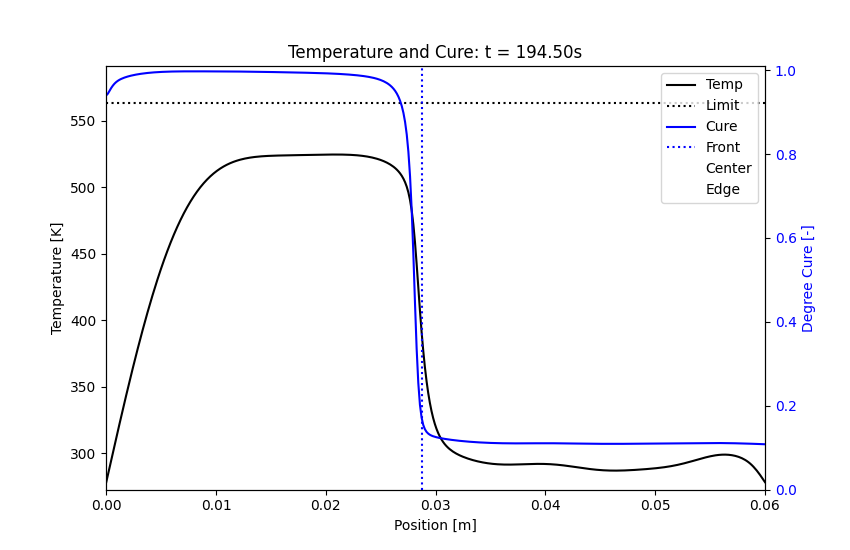 Temperature and Cure: t = 194.50s
Temp
Limit
Cure
Front
Center
Edge
Temperature [K]
550
500
450
400
350
300
Degree Cure [-]
1.0
0.8
0.6
0.4
0.2
0.0
0.00 0.01 0.02 0.03 0.04 0.05 0.06
Position [m]